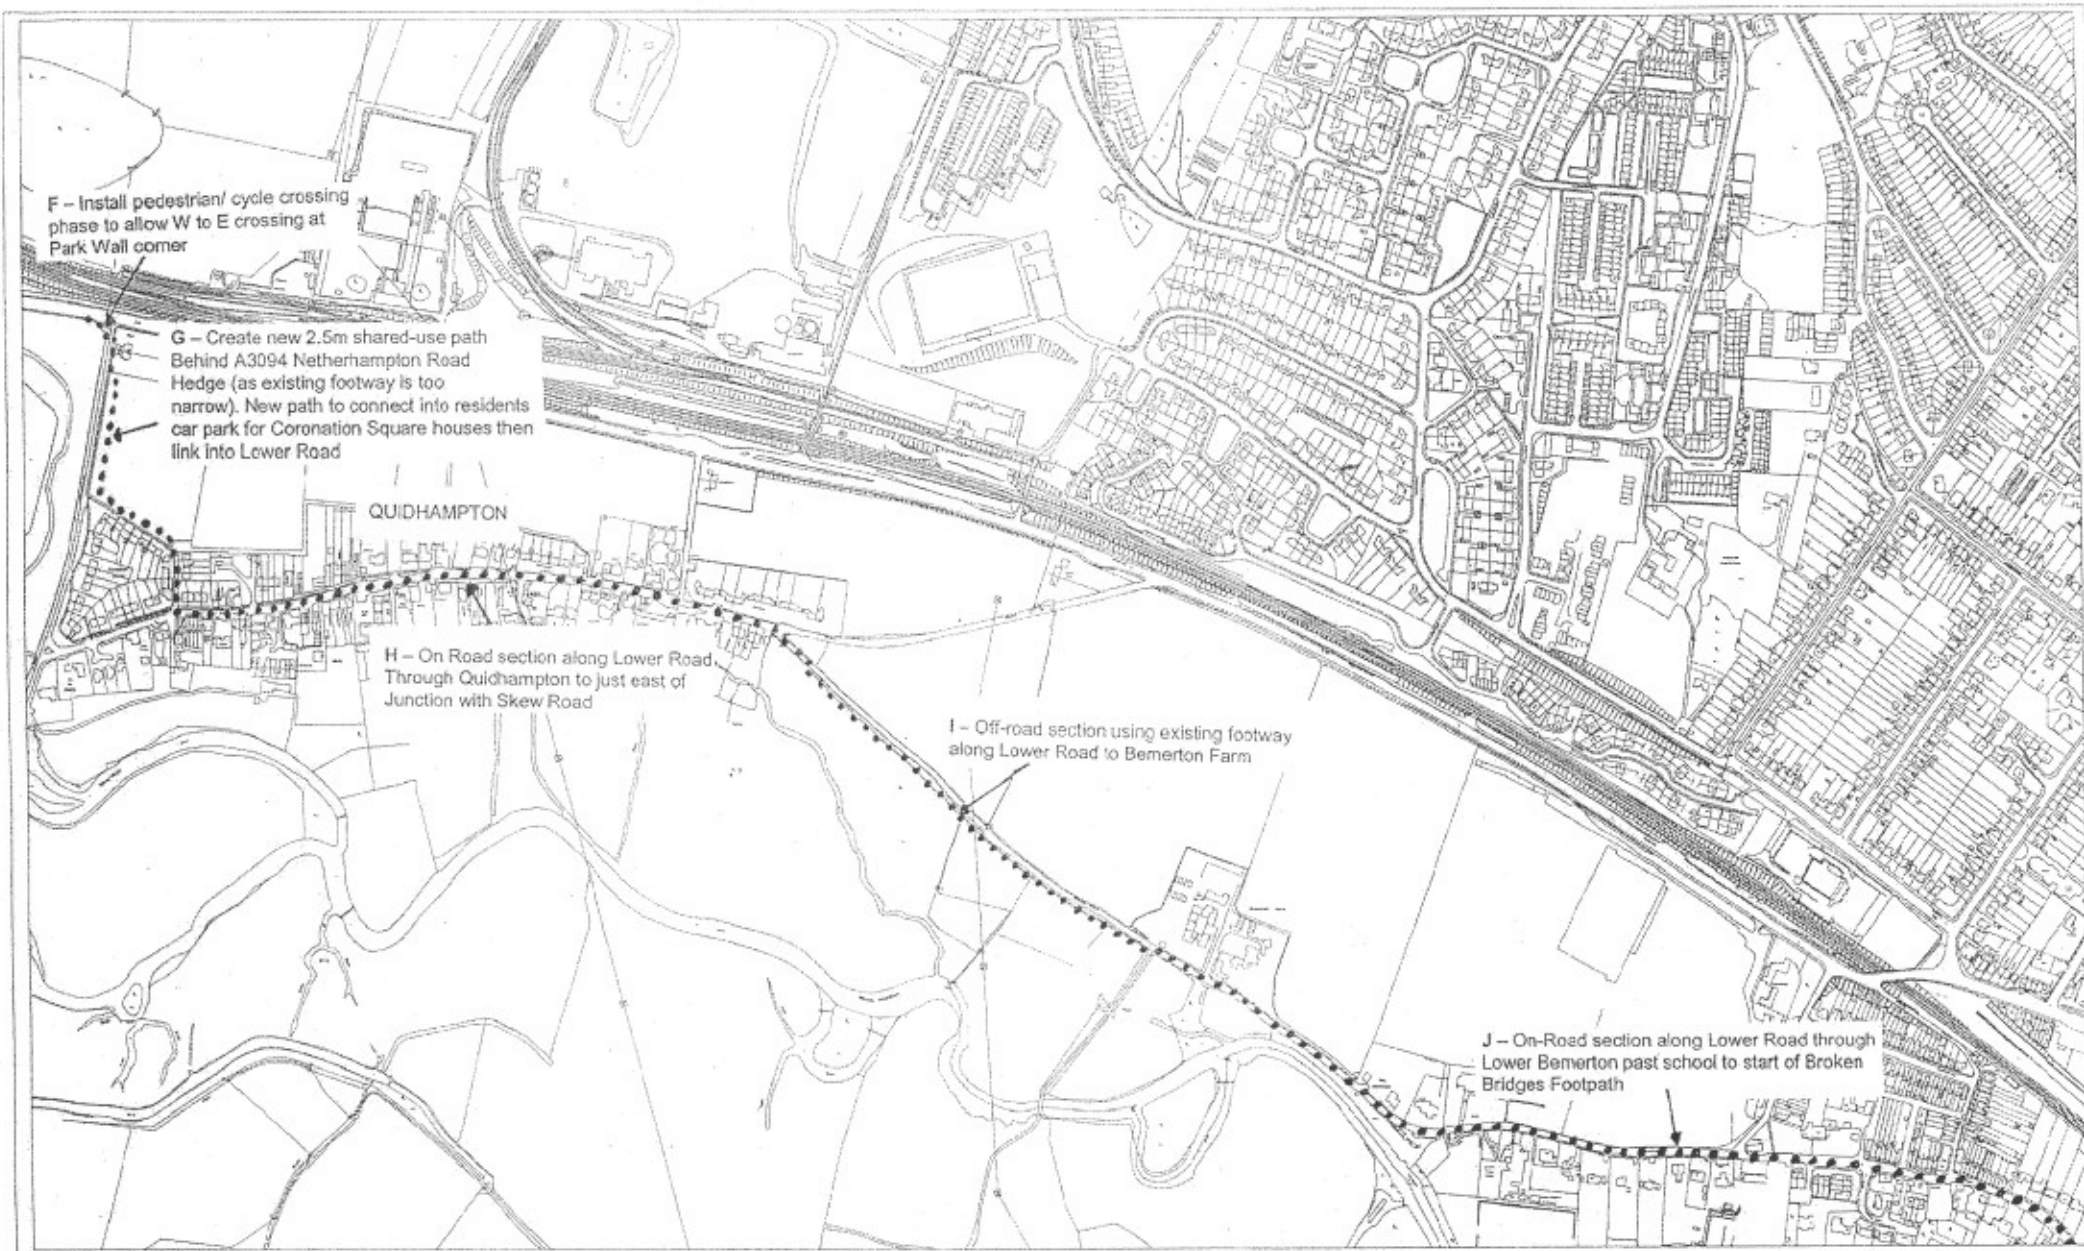 F – Install pedestrian/ cycle crossing
phase to allow W to E crossing at
Park Wall corner
G – Create new 2.5m shared-use path
Behind A3094 Netherhampton Road
Hedge (as existing footway is too
narrow). New path to connect into residents
car park for Coronation Square houses then
link into Lower Road
QUIDHAMPTON
H – On Road section along Lower Road,
Through Quidhampton to just east of
Junction with Skew Road
I – Off-road section using existing footway
along Lower Road to Bemerton Farm
J – On-Road section along Lower Road through
Lower Bemerton past school to start of Broken
Bridges Footpath